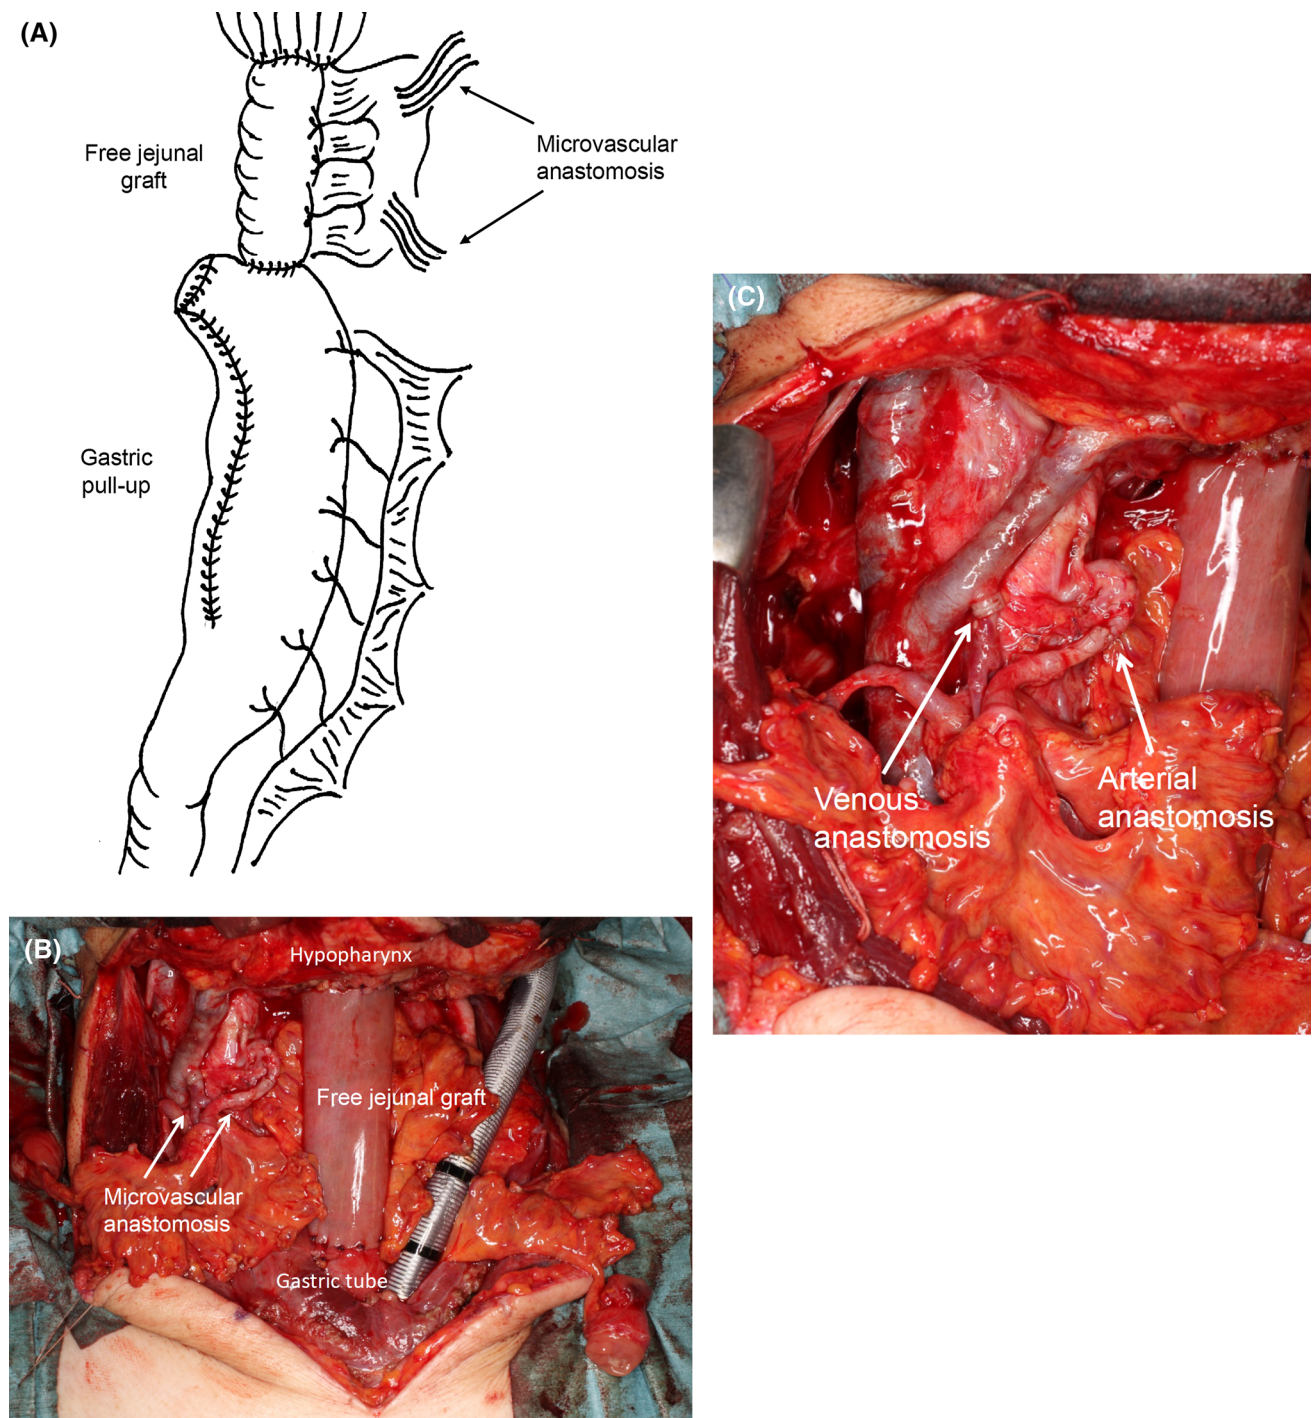 (A)
Free jejunal
graft
Microvascular
anastomosis
Gastric
pull-up
(B)
Hypopharynx
Free jejunal graft
Microvascular
anastomosis
Gastric tube
(C)
Venous
anastomosis
Arterial
anastomosis